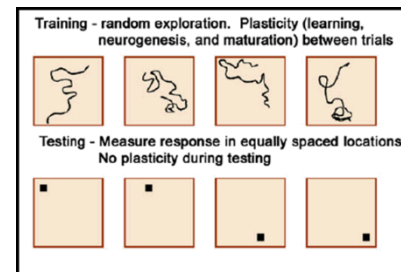 Training - random exploration. Plasticity (learning,
neurogenesis, and maturation) between trials
Testing - Measure response in equally spaced locations
No plasticity during testing